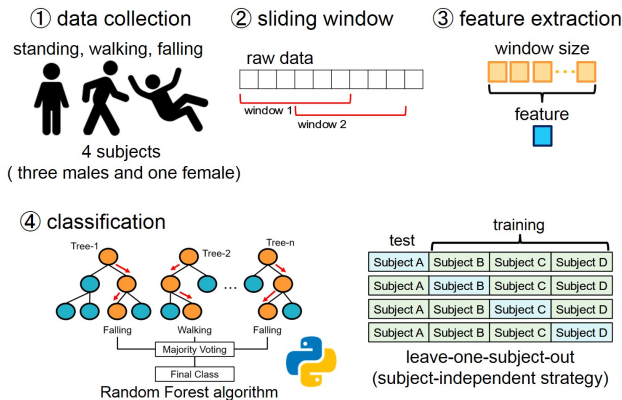 ① data collection
standing, walking, falling
4 subjects
( three males and one female)
② sliding window
raw data
window 1
window 2
③ feature extraction
window size
feature
④ classification
Tree-1
Tree-2
Tree-n
...
Falling
Walking
Falling
Majority Voting
Final Class
Random Forest algorithm
test
training
Subject A Subject B Subject C Subject D
Subject A Subject B Subject C Subject D
Subject A Subject B Subject C Subject D
Subject A Subject B Subject C Subject D
leave-one-subject-out
(subject-independent strategy)